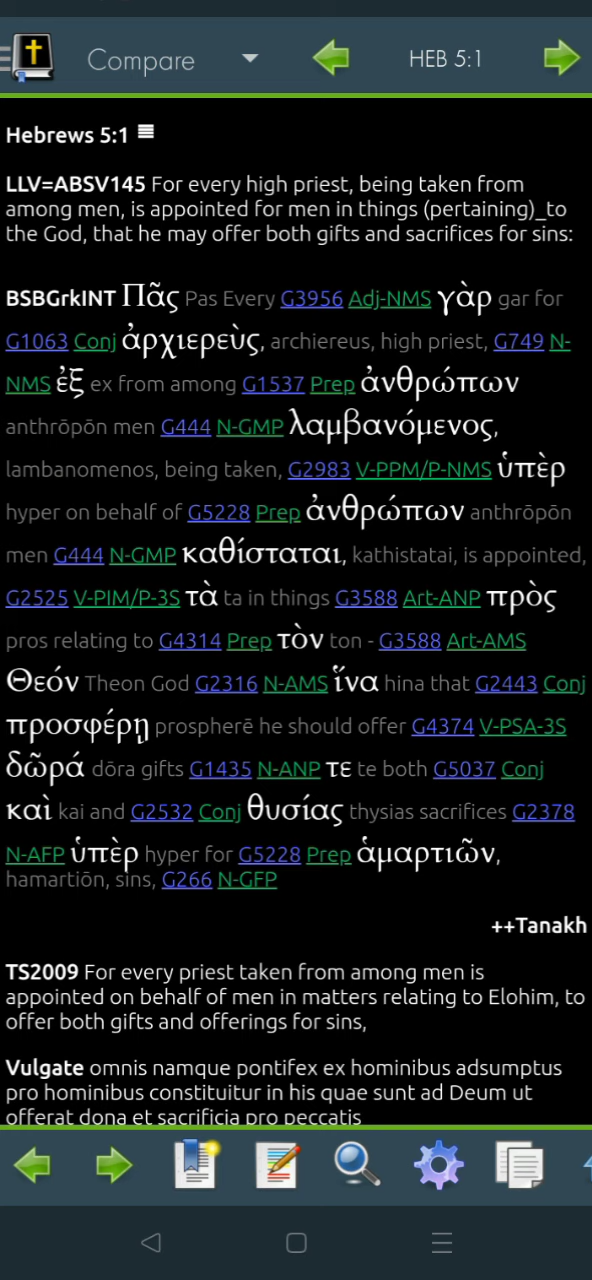 Compare
HEB 5:1
Hebrews 5:1
LLV=ABSV145 For every high priest, being taken from
among men, is appointed for men in things (pertaining)_to
the God, that he may offer both gifts and sacrifices for sins:
BSBGrkINT Πᾶς Pas Every G3956 Adj-NMS γὰρ gar for
G1063 Conj ἀρχιερεὺς, archiereus, high priest, G749 N-
NMS ἐξ ex from among G1537 Prep ἀνθρώπων
anthrōpōn men G444 N-GMP λαμβανόμενος,
lambanomenos, being taken, G2983 V-PPM/P-NMS ὑπὲρ
hyper on behalf of G5228 Prep ἀνθρώπων anthrōpōn
men G444 N-GMP καθίσταται, kathistatai, is appointed,
G2525 V-PIM/P-3S τὰ ta in things G3588 Art-ANP πρὸς
pros relating to G4314 Prep τὸν ton - G3588 Art-AMS
Θεόν Theon God G2316 N-AMS ἵνα hina that G2443 Conj
προσφέρῃ prospherē he should offer G4374 V-PSA-3S
δῶρά dōra gifts G1435 N-ANP τε te both G5037 Conj
καὶ kai and G2532 Conj θυσίας thysias sacrifices G2378
N-AFP ὑπὲρ hyper for G5228 Prep ἁμαρτιῶν,
hamartiōn, sins, G266 N-GFP
++Tanakh
TS2009 For every priest taken from among men is
appointed on behalf of men in matters relating to Elohim, to
offer both gifts and offerings for sins,
Vulgate omnis namque pontifex ex hominibus adsumptus
pro hominibus constituitur in his quae sunt ad Deum ut
offerat dona et sacrificia pro peccatis